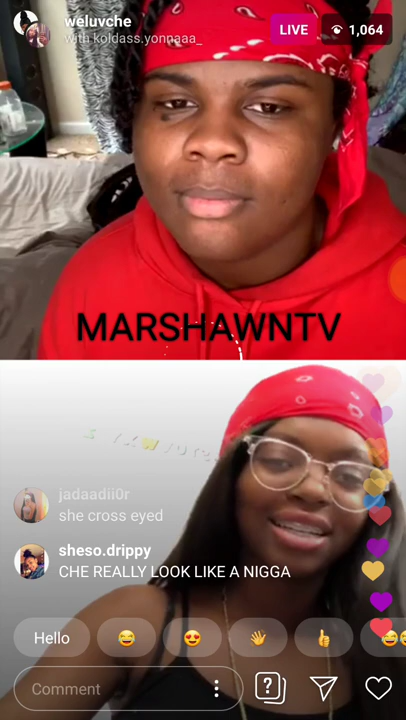 weluvche
with koldass,yonnaaa_
LIVE
1,064
MARSHAWNTV
jadaadii0r
she cross eyed
sheso.drippy
CHE REALLY LOOK LIKE A NIGGA
Hello
Comment